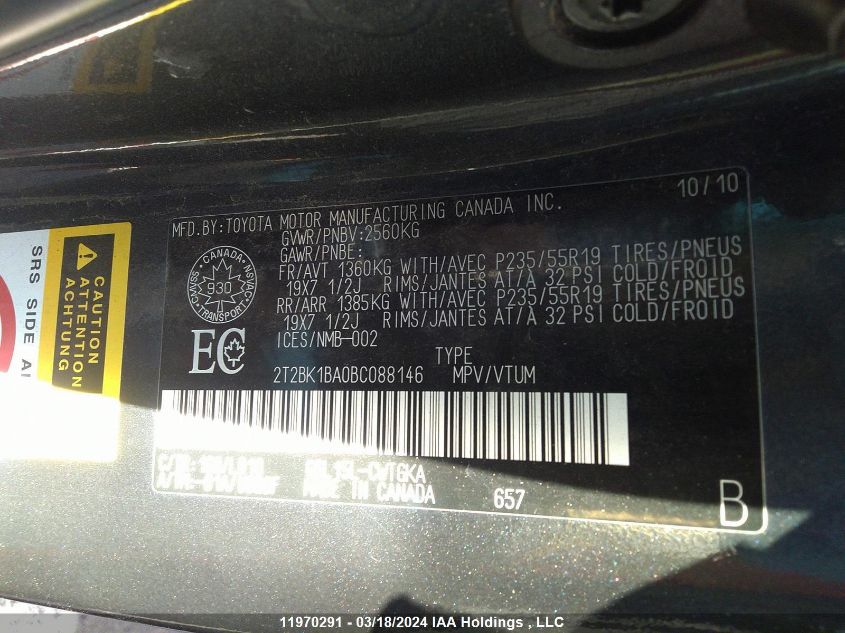 10/10
MFD.BY:TOYOTA MOTOR MANUFACTURING CANADA INC.
GVWR/PNBV:2560KG
GAWR/PNBE:
FR/AVT 1360KG WITH/AVEC P235/55R19 TIRES/PNEUS
19X7 1/2J RIMS/JANTES AT/A 32 PSI COLD/FROID
RR/ARR 1385KG WITH/AVEC P235/55R19 TIRES/PNEUS
19X7 1/2J RIMS/JANTES AT/A 32 PSI COLD/FROID
ICES/NMB-002
TYPE
2T2BK1BA0BC088146 MPV/VTUM
CANADA
930
TRANSPORT
EC
MADE IN CANADA
657
B
SRS SIDE
CAUTION
ATTENTION
ACHTUNG
11970291 - 03/18/2024 IAA Holdings , LLC